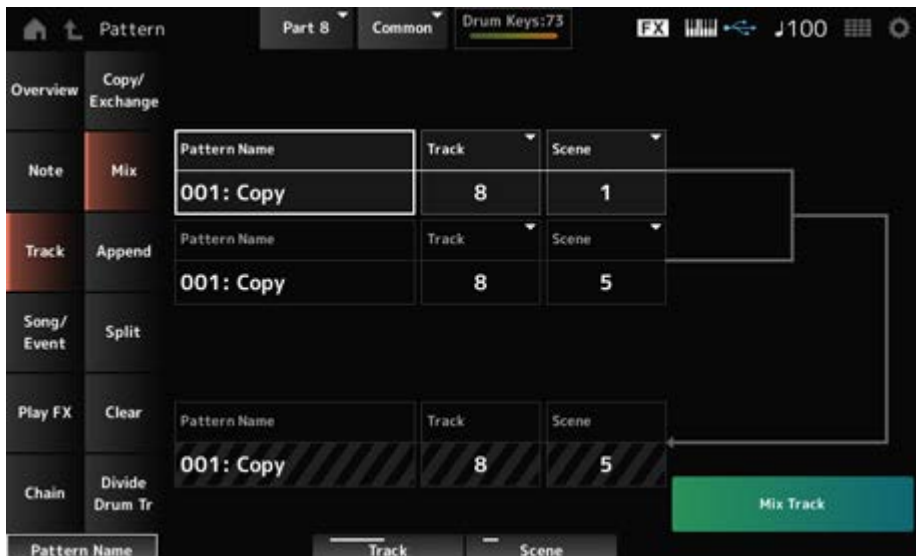 Pattern
Part 8
Common
Drum Keys:73
FX
♩100
Overview
Copy/
Exchange
Note
Mix
Track
Append
Song/
Event
Split
Play FX
Clear
Chain
Divide
Drum Tr
Pattern Name
Track
Scene
001: Copy
8
1
Pattern Name
Track
Scene
001: Copy
8
5
Pattern Name
Track
Scene
001: Copy
8
5
Mix Track
Pattern Name
Track
Scene